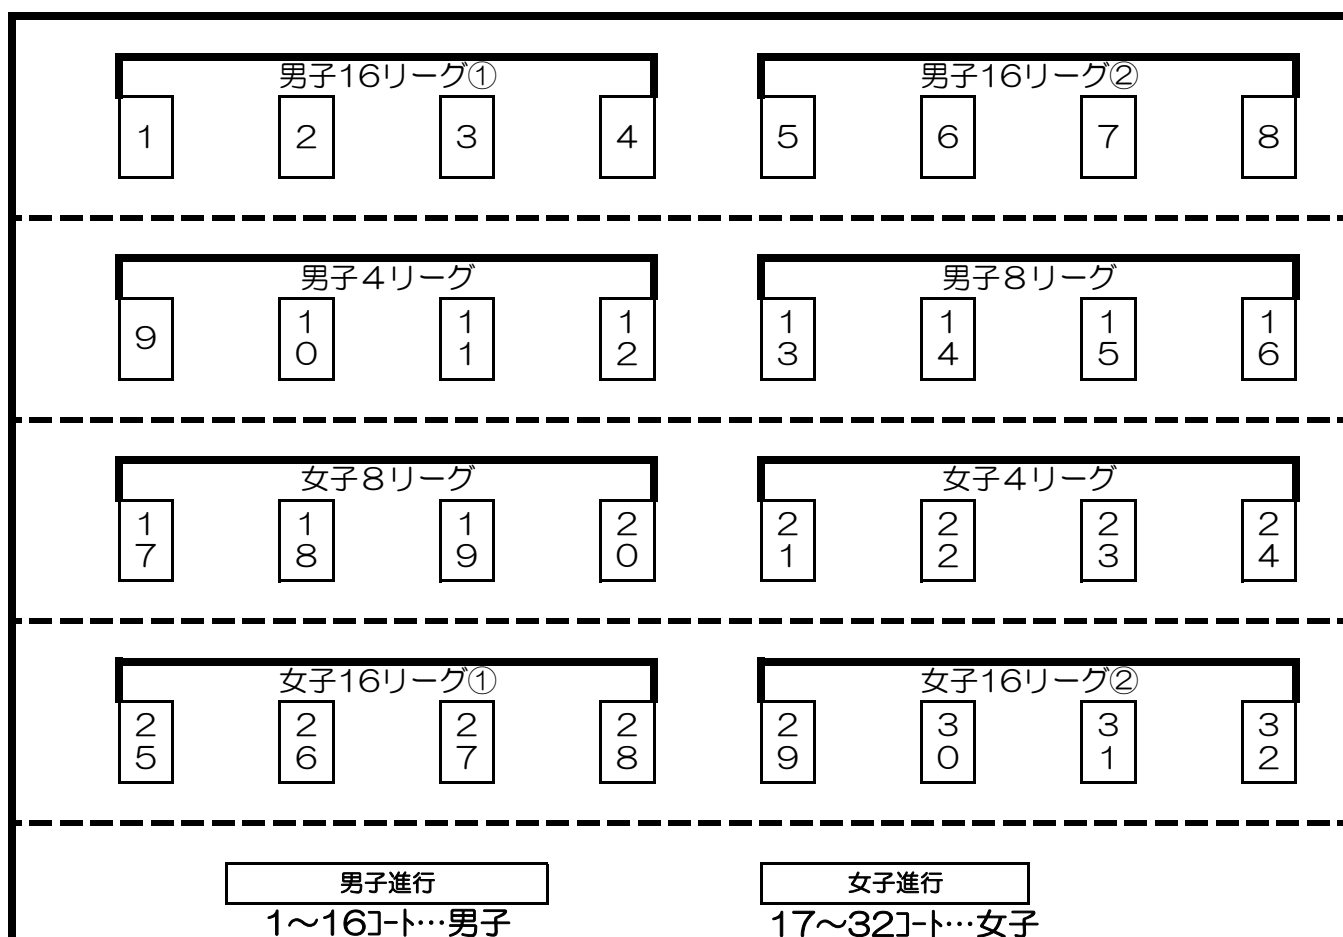 男子16リーグ① 男子16リーグ②
1 2 3 4 5 6 7 8
男子4リーグ 男子8リーグ
9 10 11 12 13 14 15 16
女子8リーグ 女子4リーグ
17 18 19 20 21 22 23 24
女子16リーグ① 女子16リーグ②
25 26 27 28 29 30 31 32
男子進行 女子進行
1～16ｺｰﾄ…男子 17～32ｺｰﾄ…女子